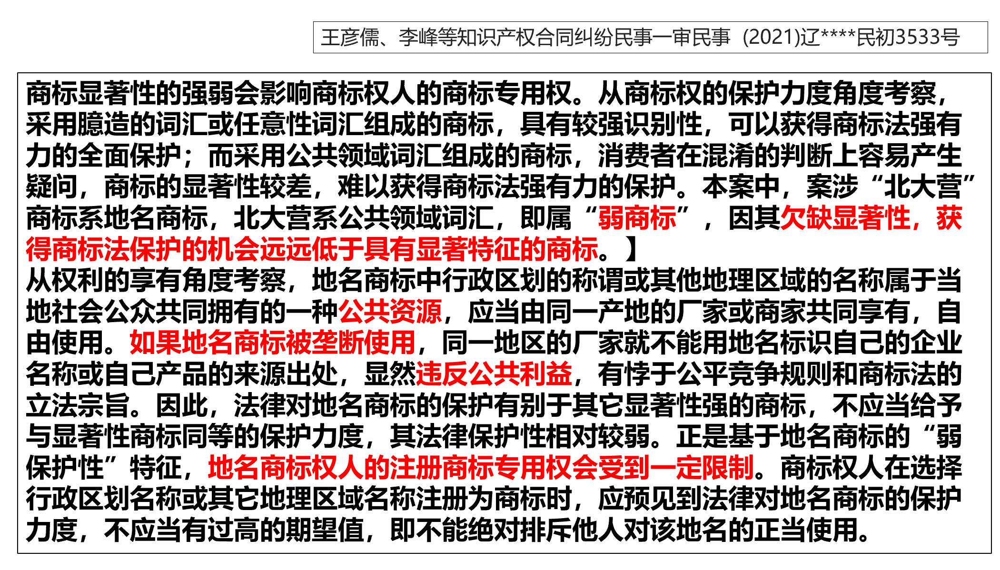 王彦儒、李峰等知识产权合同纠纷民事一审民事 (2021)辽****民初3533号
商标显著性的强弱会影响商标权人的商标专用权。从商标权的保护力度角度考察，
采用臆造的词汇或任意性词汇组成的商标，具有较强识别性，可以获得商标法强有
力的全面保护；而采用公共领域词汇组成的商标，消费者在混淆的判断上容易产生
疑问，商标的显著性较差，难以获得商标法强有力的保护。本案中，案涉“北大营”
商标系地名商标，北大营系公共领域词汇，即属“弱商标”，因其欠缺显著性，获
得商标法保护的机会远远低于具有显著特征的商标。】
从权利的享有角度考察，地名商标中行政区划的称谓或其他地理区域的名称属于当
地社会公众共同拥有的一种公共资源，应当由同一产地的厂家或商家共同享有，自
由使用。如果地名商标被垄断使用，同一地区的厂家就不能用地名标识自己的企业
名称或自己产品的来源出处，显然违反公共利益，有悖于公平竞争规则和商标法的
立法宗旨。因此，法律对地名商标的保护有别于其它显著性强的商标，不应当给予
与显著性商标同等的保护力度，其法律保护性相对较弱。正是基于地名商标的“弱
保护性”特征，地名商标权人的注册商标专用权会受到一定限制。商标权人在选择
行政区划名称或其它地理区域名称注册为商标时，应预见到法律对地名商标的保护
力度，不应当有过高的期望值，即不能绝对排斥他人对该地名的正当使用。